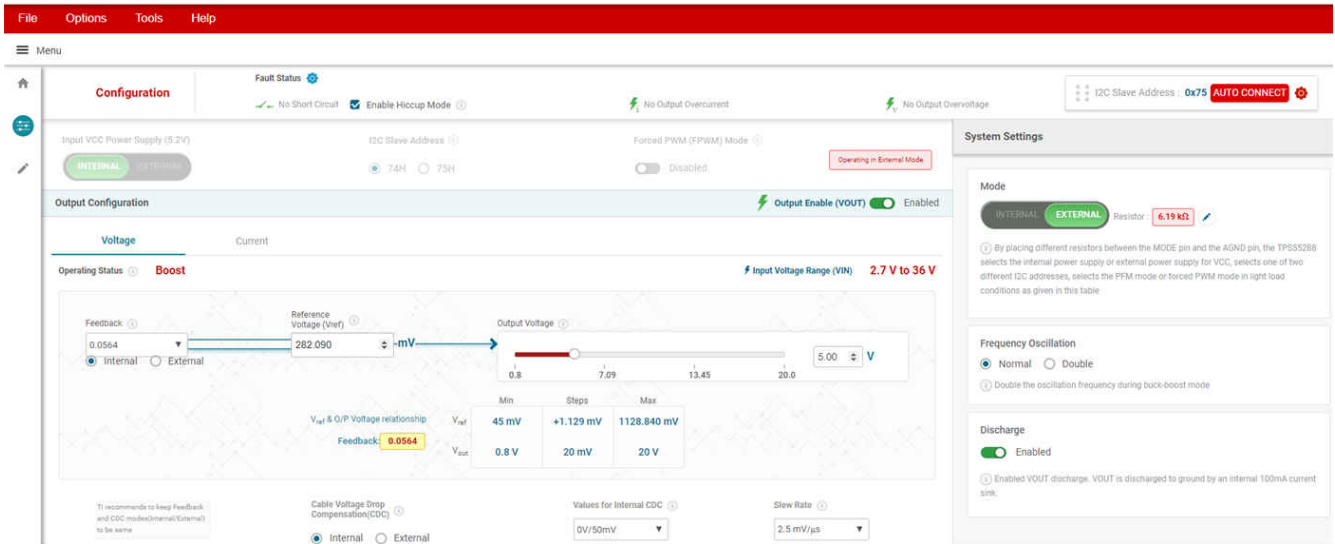 File Options Tools Help
Menu
Configuration
Fault Status
No Short Circuit Enable Hiccup Mode
No Output Overcurrent
No Output Overvoltage
I2C Slave Address : 0x75 AUTO CONNECT
Input VCC Power Supply (5.2V)
INTERNAL EXTERNAL
I2C Slave Address
74H 75H
Forced PWM (FPWM) Mode
Disabled
Operating in External Mode
Output Configuration
Output Enable (VOUT) Enabled
Voltage Current
Operating Status Boost
Input Voltage Range (VIN) 2.7 V to 36 V
Feedback
0.0564
Internal External
Reference
Voltage (Vref)
282.090 mV
Output Voltage
5.00 V
0.8 7.09 13.45 20.0
Min Steps Max
Vref & O/P Voltage relationship Vref 45 mV +1.129 mV 1128.840 mV
Feedback: 0.0564
Vout 0.8 V 20 mV 20 V
TI recommends to keep Feedback
and CDC modes(Internal/External)
to be same
Cable Voltage Drop
Compensation(CDC)
Internal External
Values for Internal CDC
0V/50mV
Slew Rate
2.5 mV/µs
System Settings
Mode
INTERNAL EXTERNAL Resistor : 6.19 kΩ
By placing different resistors between the MODE pin and the AGND pin, the TPS55288
selects the internal power supply or external power supply for VCC, selects one of two
different I2C addresses, selects the PFM mode or forced PWM mode in light load
conditions as given in this table
Frequency Oscillation
Normal Double
Double the oscillation frequency during buck-boost mode
Discharge
Enabled
Enabled VOUT discharge. VOUT is discharged to ground by an internal 100mA current
sink.